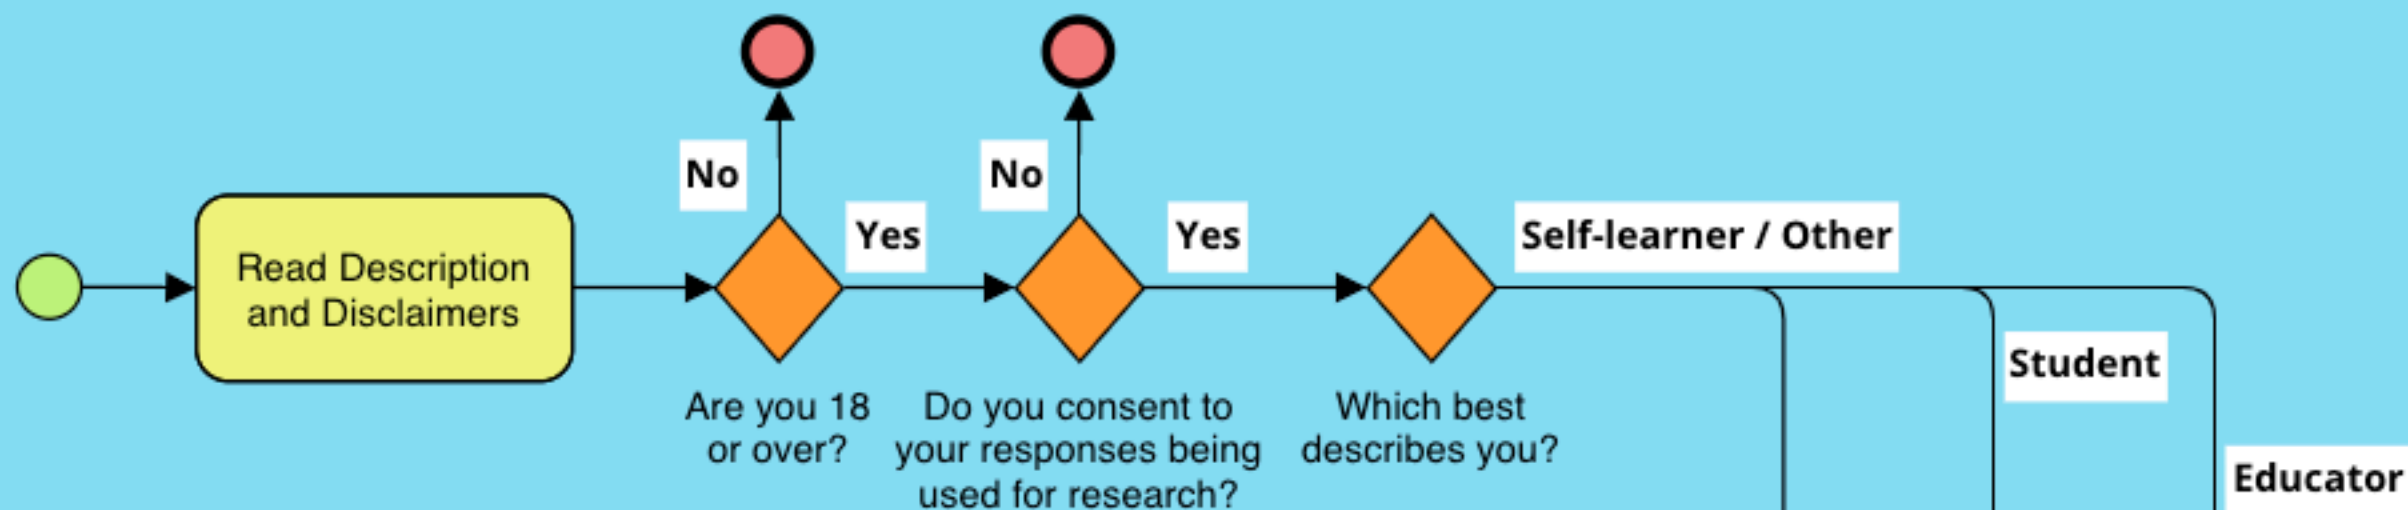 No
No
Yes
Yes
Self-learner / Other
Read Description
and Disclaimers
Student
Are you 18
or over?
Do you consent to
your responses being
used for research?
Which best
describes you?
Educator